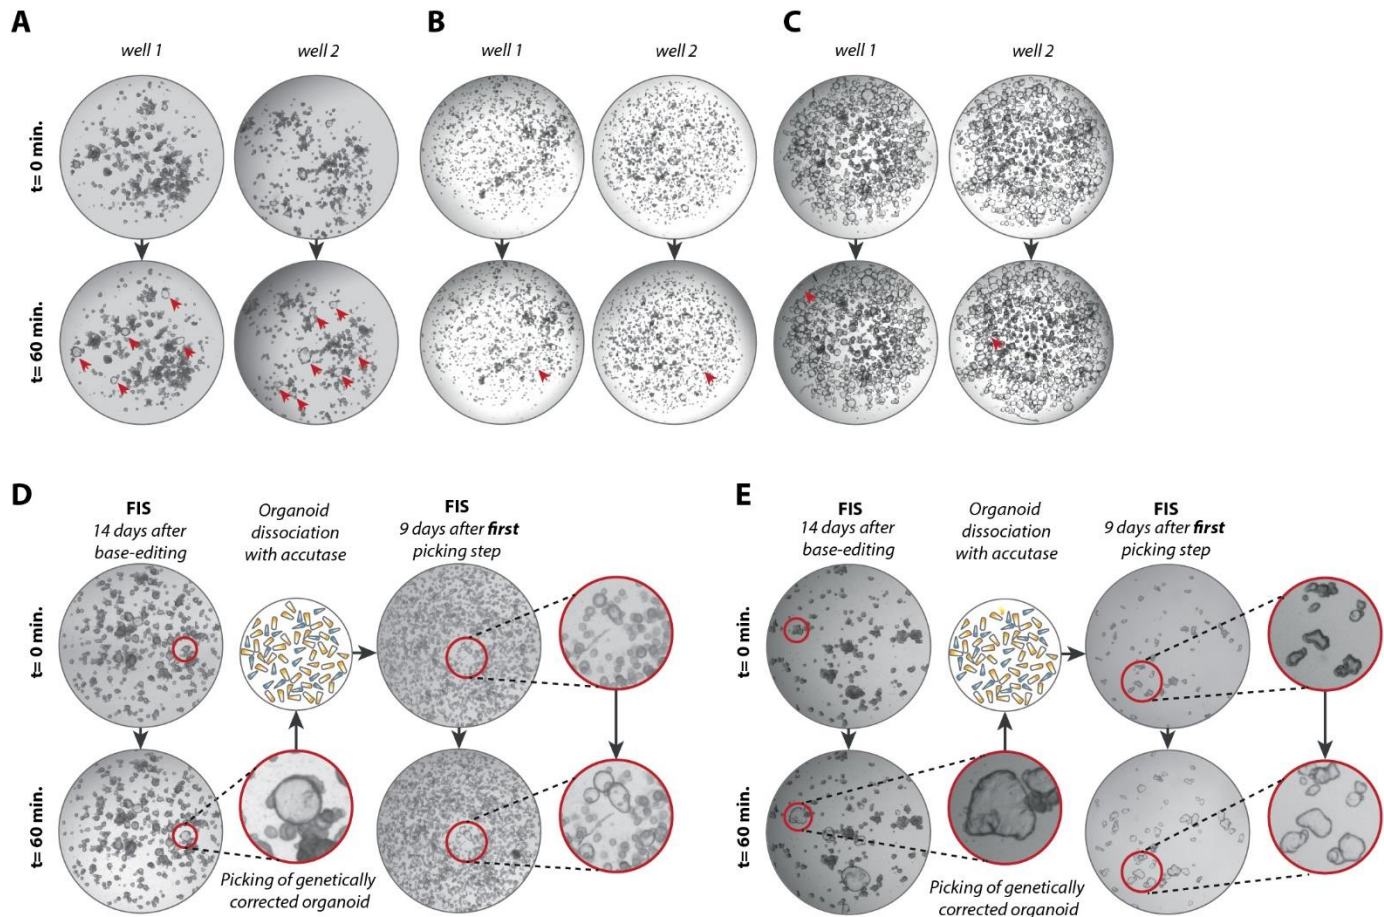 A
B
C
well 1
well 2
well 1
well 2
well 1
well 2
t= 0 min.
t= 60 min.
D
E
FIS
14 days after
base-editing
Organoid
dissociation
with accutase
FIS
9 days after first
picking step
FIS
14 days after
base-editing
Organoid
dissociation
with accutase
FIS
9 days after first
picking step
t= 0 min.
t= 60 min.
Picking of genetically
corrected organoid
t= 0 min.
t= 60 min.
Picking of genetically
corrected organoid